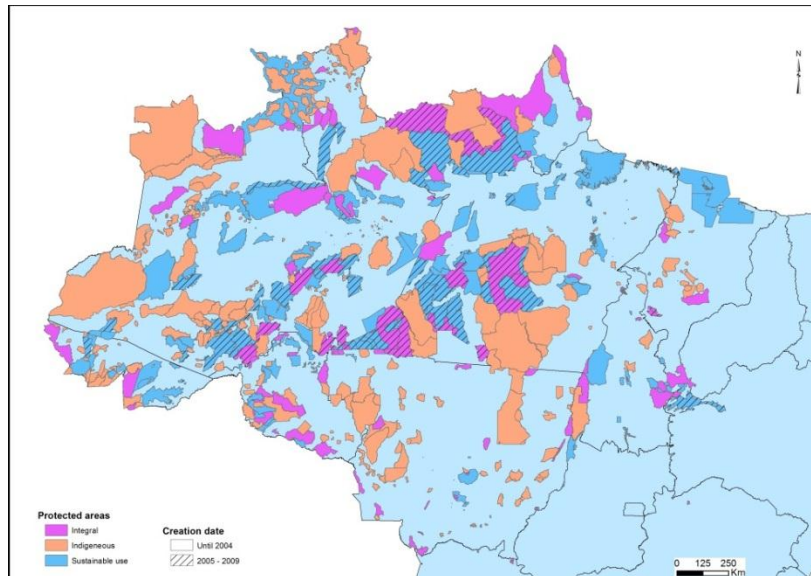 N
Protected areas
Integral
Indigeneous
Sustainable use
Creation date
Until 2004
2005 - 2009
0 125 250
Km